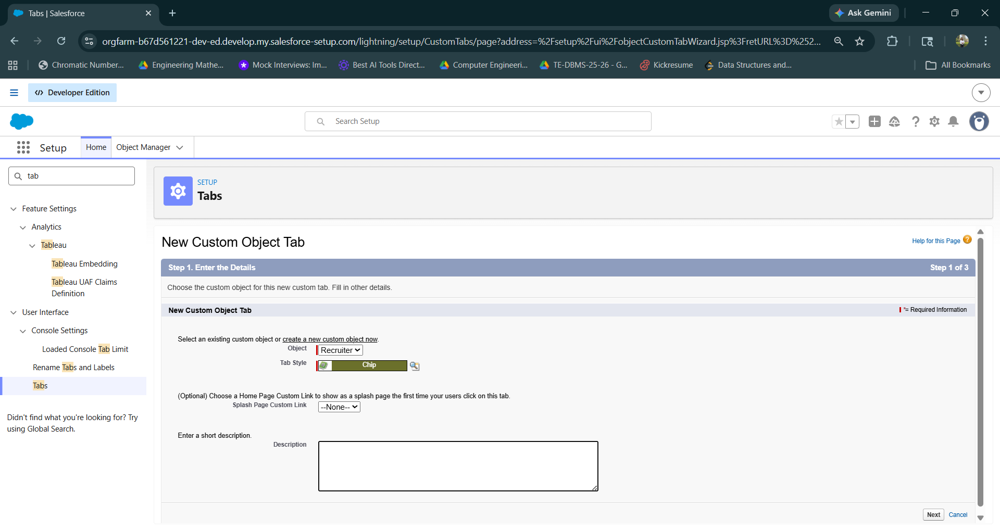 Tabs | Salesforce
Ask Gemini
orgfarm-b67d561221-dev-ed.develop.my.salesforce-setup.com/lightning/setup/CustomTabs/page?address=%2Fsetup%2Fui%2FobjectCustomTabWizard.jsp%3FretURL%3D%252...
Chromatic Number... Engineering Mathe... Mock Interviews: Im... Best AI Tools Direct... Computer Engineeri... TE-DBMS-25-26 - G... Kickresume Data Structures and... All Bookmarks
</> Developer Edition
Search Setup
Setup Home Object Manager
tab
SETUP
Tabs
Feature Settings
Analytics
Tableau
Tableau Embedding
Tableau UAF Claims
Definition
User Interface
Console Settings
Loaded Console Tab Limit
Rename Tabs and Labels
Tabs
Didn't find what you're looking for? Try
using Global Search.
New Custom Object Tab
Help for this Page ?
Step 1. Enter the Details Step 1 of 3
Choose the custom object for this new custom tab. Fill in other details.
New Custom Object Tab
*= Required Information
Select an existing custom object or create a new custom object now.
Object Recruiter
Tab Style Chip
(Optional) Choose a Home Page Custom Link to show as a splash page the first time your users click on this tab.
Splash Page Custom Link --None--
Enter a short description.
Description
Next Cancel